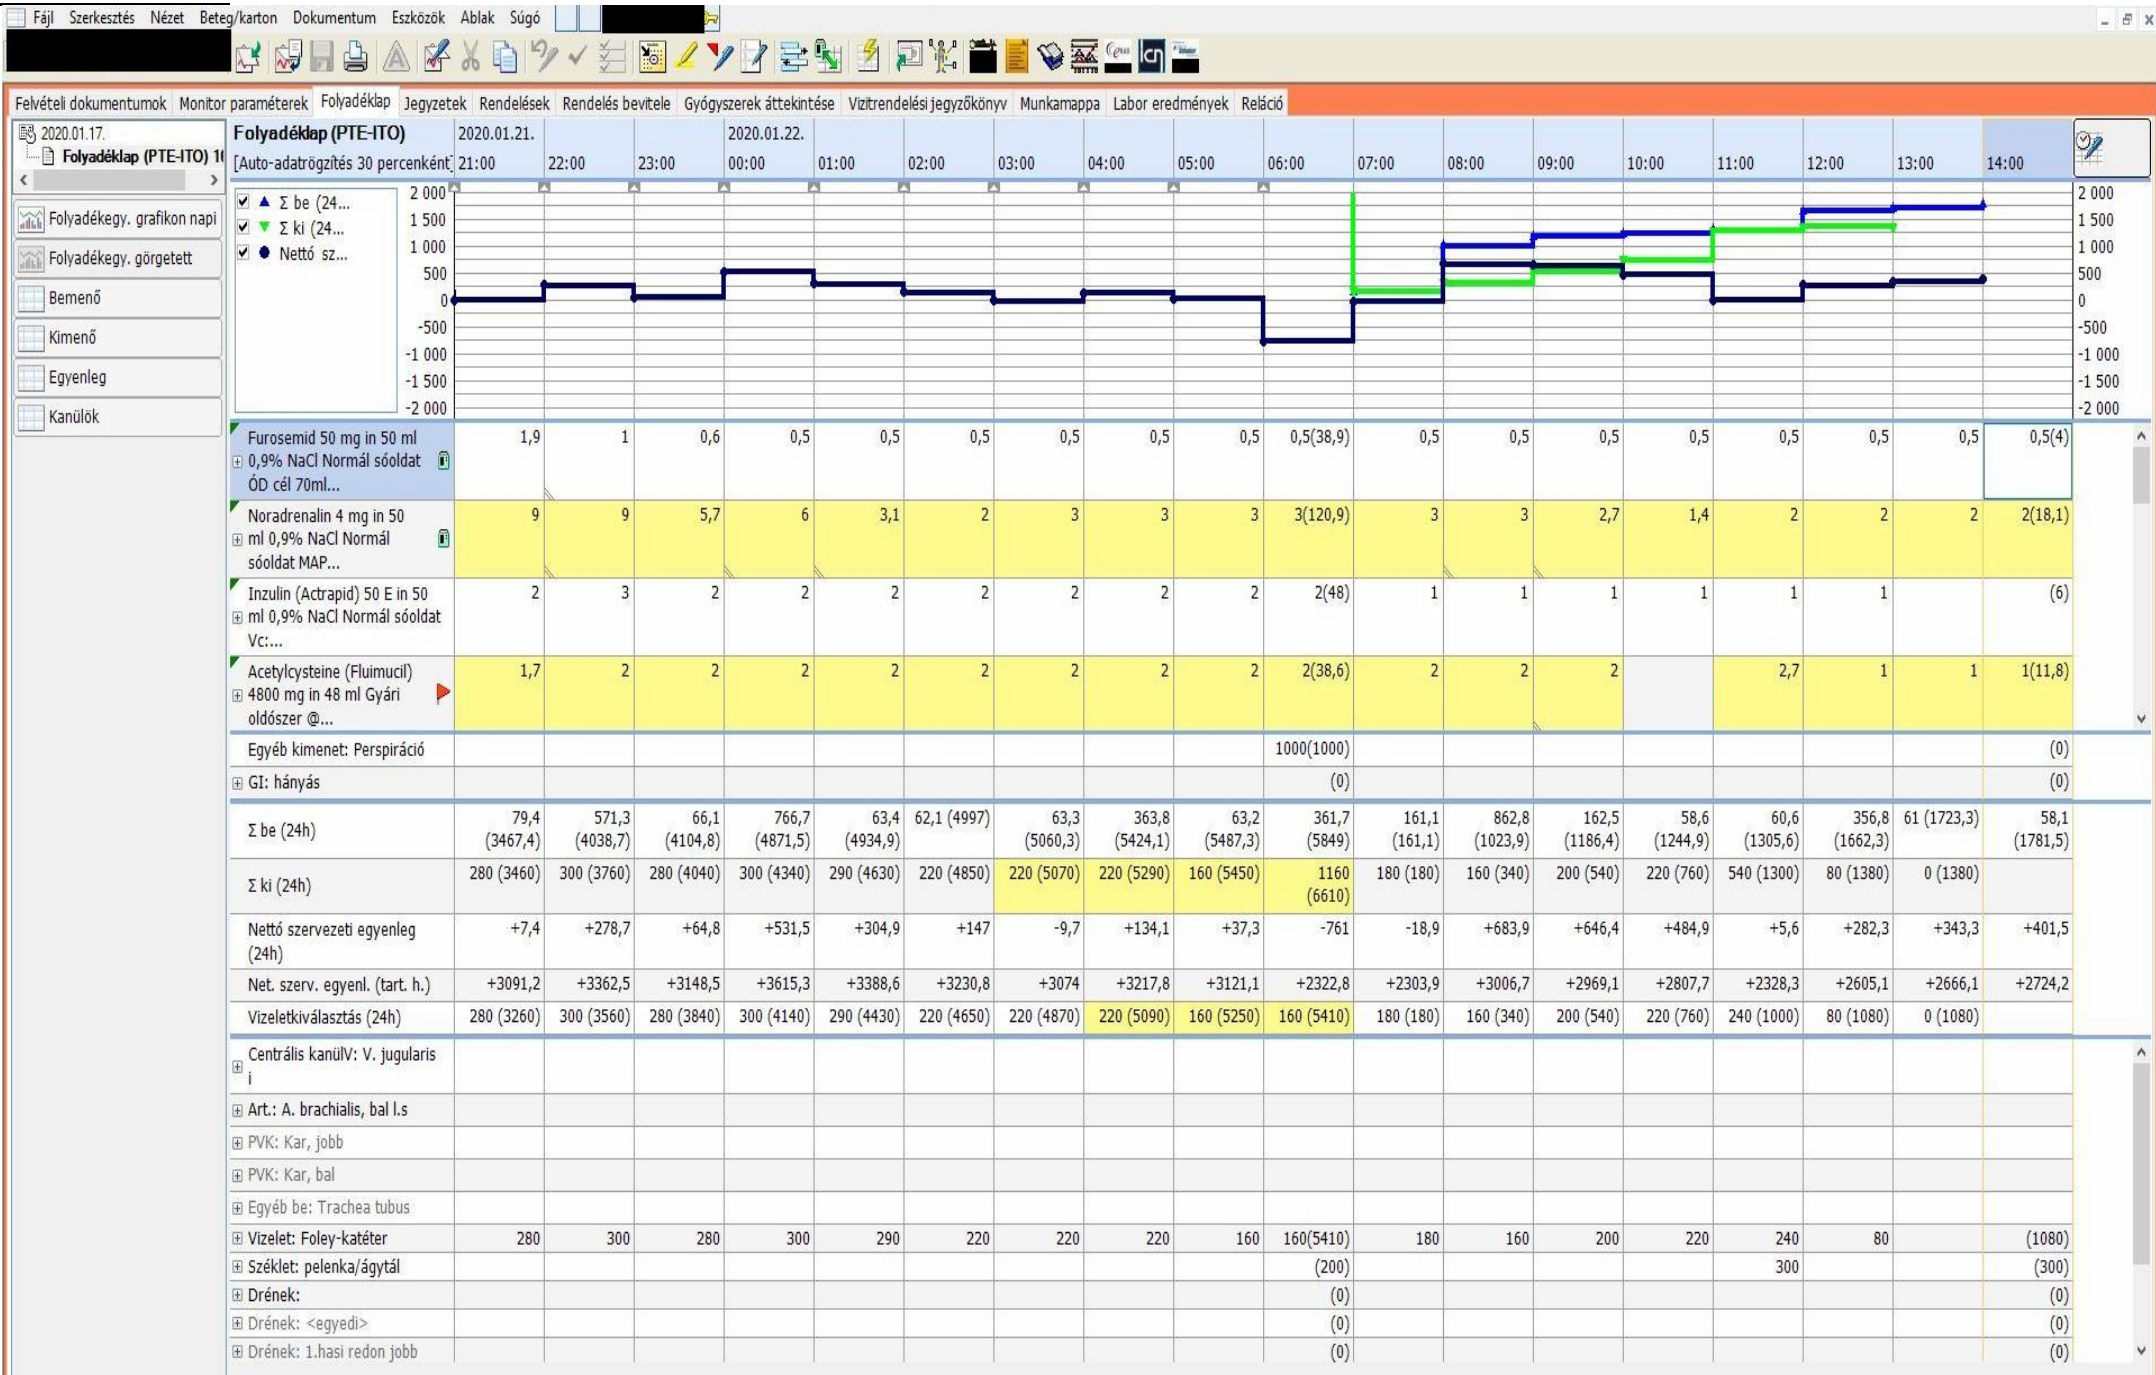 Fájl Szerkesztés Nézet Beteg/karton Dokumentum Eszközök Ablak Súgó
Felvételi dokumentumok Monitor paraméterek Folyadéklap Jegyzetek Rendelések Rendelés bevitele Gyógyszerek áttekintése Vizitrendelési jegyzőkönyv Munkamappa Labor eredmények Reláció
2020.01.17.
Folyadéklap (PTE-ITO) 1
Folyadékegy. grafikon napi
Folyadékegy. görgetett
Bemenő
Kimenő
Egyenleg
Kanülök
Folyadéklap (PTE-ITO) 2020.01.21. 2020.01.22.
[Auto-adatrögzítés 30 percenként] 21:00 22:00 23:00 00:00 01:00 02:00 03:00 04:00 05:00 06:00 07:00 08:00 09:00 10:00 11:00 12:00 13:00 14:00
Σ be (24...
Σ ki (24...
Nettó sz...
2 000 2 000
1 500 1 500
1 000 1 000
500 500
0 0
-500 -500
-1 000 -1 000
-1 500 -1 500
-2 000 -2 000
Furosemid 50 mg in 50 ml 1,9 1 0,6 0,5 0,5 0,5 0,5 0,5 0,5 0,5(38,9) 0,5 0,5 0,5 0,5 0,5 0,5 0,5 0,5(4)
0,9% NaCl Normál sóoldat
ÓD cél 70ml...
Noradrenalin 4 mg in 50 9 9 5,7 6 3,1 2 3 3 3 3(120,9) 3 3 2,7 1,4 2 2 2 2(18,1)
ml 0,9% NaCl Normál
sóoldat MAP...
Inzulin (Actrapid) 50 E in 50 2 3 2 2 2 2 2 2 2 2(48) 1 1 1 1 1 1 (6)
ml 0,9% NaCl Normál sóoldat
Vc:...
Acetylcysteine (Fluimucil) 1,7 2 2 2 2 2 2 2 2 2(38,6) 2 2 2 2,7 1 1 1(11,8)
4800 mg in 48 ml Gyári
oldószer @...
Egyéb kimenet: Perspiráció 1000(1000) (0)
GI: hányás (0) (0)
Σ be (24h) 79,4 571,3 66,1 766,7 63,4 62,1 (4997) 63,3 363,8 63,2 361,7 161,1 862,8 162,5 58,6 60,6 356,8 61 (1723,3) 58,1
(3467,4) (4038,7) (4104,8) (4871,5) (4934,9) (5060,3) (5424,1) (5487,3) (5849) (161,1) (1023,9) (1186,4) (1244,9) (1305,6) (1662,3) (1781,5)
Σ ki (24h) 280 (3460) 300 (3760) 280 (4040) 300 (4340) 290 (4630) 220 (4850) 220 (5070) 220 (5290) 160 (5450) 1160 180 (180) 160 (340) 200 (540) 220 (760) 540 (1300) 80 (1380) 0 (1380)
(6610)
Nettó szervezeti egyenleg +7,4 +278,7 +64,8 +531,5 +304,9 +147 -9,7 +134,1 +37,3 -761 -18,9 +683,9 +646,4 +484,9 +5,6 +282,3 +343,3 +401,5
(24h)
Net. szerv. egyenl. (tart. h.) +3091,2 +3362,5 +3148,5 +3615,3 +3388,6 +3230,8 +3074 +3217,8 +3121,1 +2322,8 +2303,9 +3006,7 +2969,1 +2807,7 +2328,3 +2605,1 +2666,1 +2724,2
Vizeletkiválasztás (24h) 280 (3260) 300 (3560) 280 (3840) 300 (4140) 290 (4430) 220 (4650) 220 (4870) 220 (5090) 160 (5250) 160 (5410) 180 (180) 160 (340) 200 (540) 220 (760) 240 (1000) 80 (1080) 0 (1080)
Centrális kanülV: V. jugularis
i
Art.: A. brachialis, bal l.s
PVK: Kar, jobb
PVK: Kar, bal
Egyéb be: Trachea tubus
Vizelet: Foley-katéter 280 300 280 300 290 220 220 220 160 160(5410) 180 160 200 220 240 80 (1080)
Széklet: pelenka/ágytál (200) 300 (300)
Drének: (0) (0)
Drének: <egyedi> (0) (0)
Drének: 1.hasi redon jobb (0) (0)